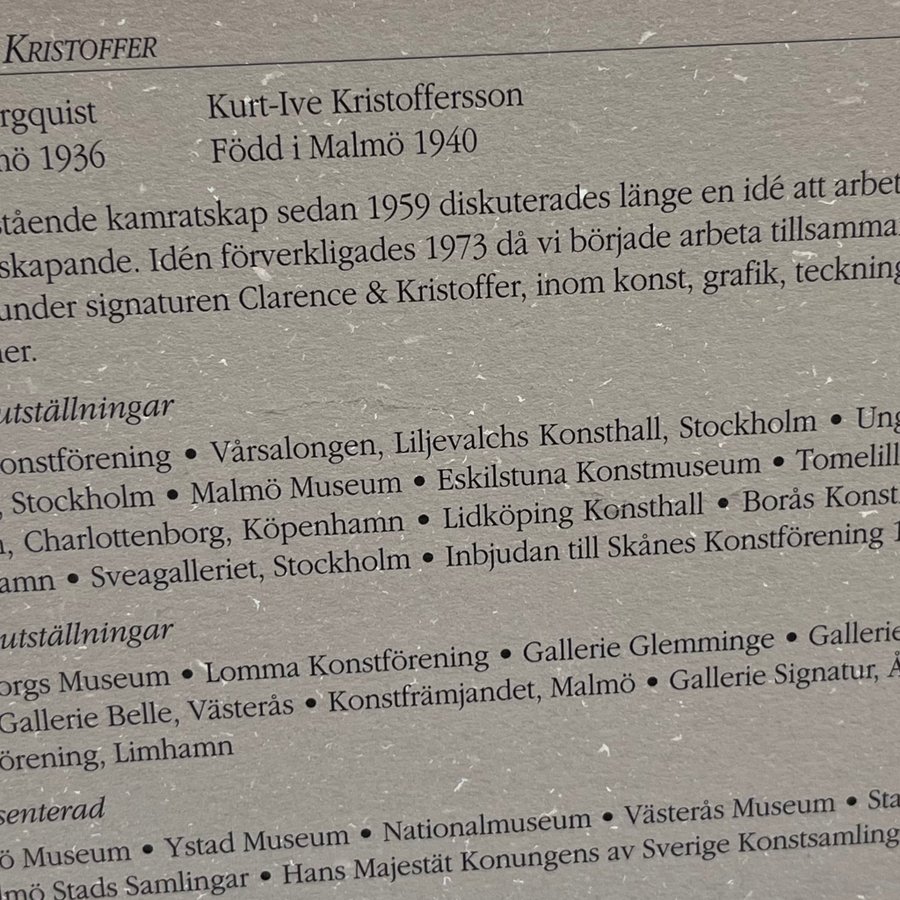 KRISTOFFER
rgquist Kurt-Ive Kristoffersson
mö 1936 Född i Malmö 1940
stående kamratskap sedan 1959 diskuterades länge en idé att arbet
skapande. Idén förverkligades 1973 då vi började arbeta tillsamma
under signaturen Clarence & Kristoffer, inom konst, grafik, teckning
ner.
utställningar
onstförening • Vårsalongen, Liljevalchs Konsthall, Stockholm • Ung
, Stockholm • Malmö Museum • Eskilstuna Konstmuseum • Tomelill
n, Charlottenborg, Köpenhamn • Lidköping Konsthall • Borås Konst
amn • Sveagalleriet, Stockholm • Inbjudan till Skånes Konstförening 1
utställningar
orgs Museum • Lomma Konstförening • Gallerie Glemminge • Gallerie
Gallerie Belle, Västerås • Konstfrämjandet, Malmö • Gallerie Signatur, Å
örening, Limhamn
senterad
ö Museum • Ystad Museum • Nationalmuseum • Västerås Museum • Sta
lmö Stads Samlingar • Hans Majestät Konungens av Sverige Konstsamling